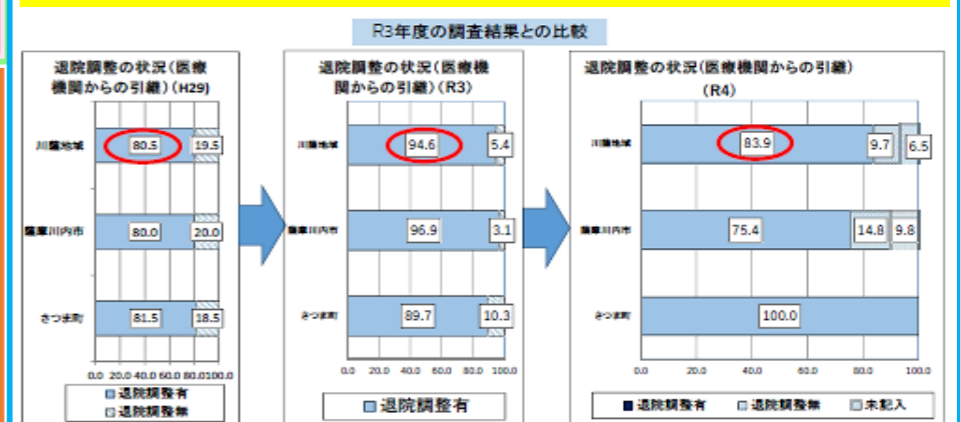 R3年度の調査結果との比較
退院調整の状況(医療
機関からの引継)(H29)
川薩地域
80.5
19.5
薩摩川内市
80.0
20.0
さつま町
81.5
18.5
0.0 20.0 40.0 60.0 80.0100.0
退院調整有
退院調整無
退院調整の状況(医療機
関からの引継)(R3)
川薩地域
94.6
5.4
薩摩川内市
96.9
3.1
さつま町
89.7
10.3
0.0 20.0 40.0 60.0 80.0 100.0
退院調整有
退院調整の状況(医療機関からの引継)
(R4)
川薩地域
83.9
9.7
6.5
薩摩川内市
75.4
14.8
9.8
さつま町
100.0
0.0 20.0 40.0 60.0 80.0 100.0
退院調整有 退院調整無 未記入